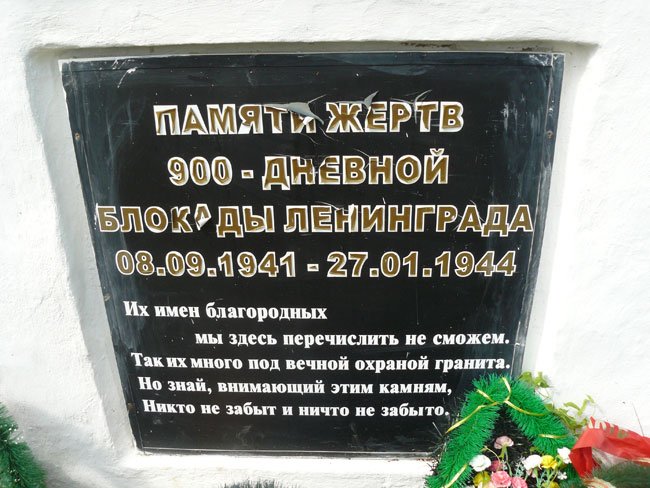 ПАМЯТИ ЖЕРТВ
900 - ДНЕВНОЙ
БЛОКАДЫ ЛЕНИНГРАДА
08.09.1941 - 27.01.1944
Их имен благородных
мы здесь перечислить не сможем.
Так их много под вечной охраной гранита.
Но знай, внимающий этим камням,
Никто не забыт и ничто не забыто.